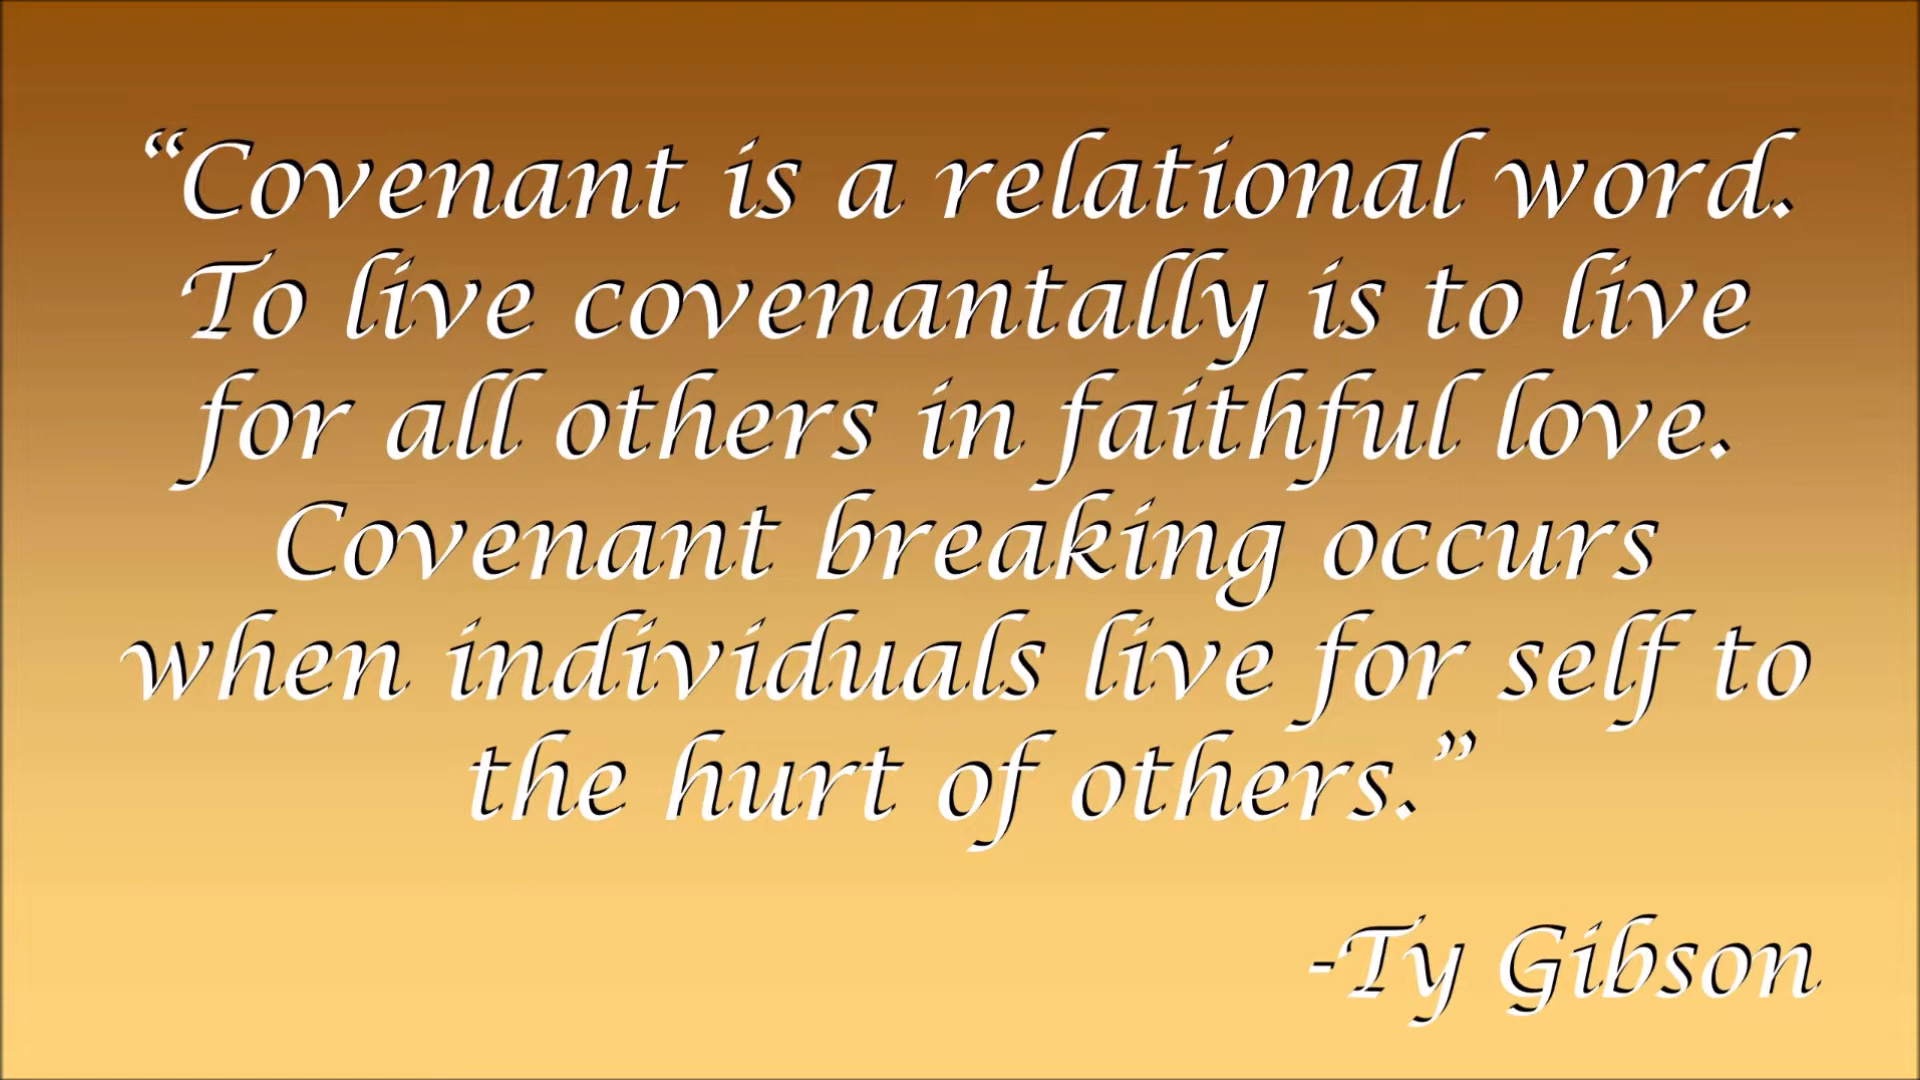 “Covenant is a relational word.
To live covenantally is to live
for all others in faithful love.
Covenant breaking occurs
when individuals live for self to
the hurt of others.”
-Ty Gibson